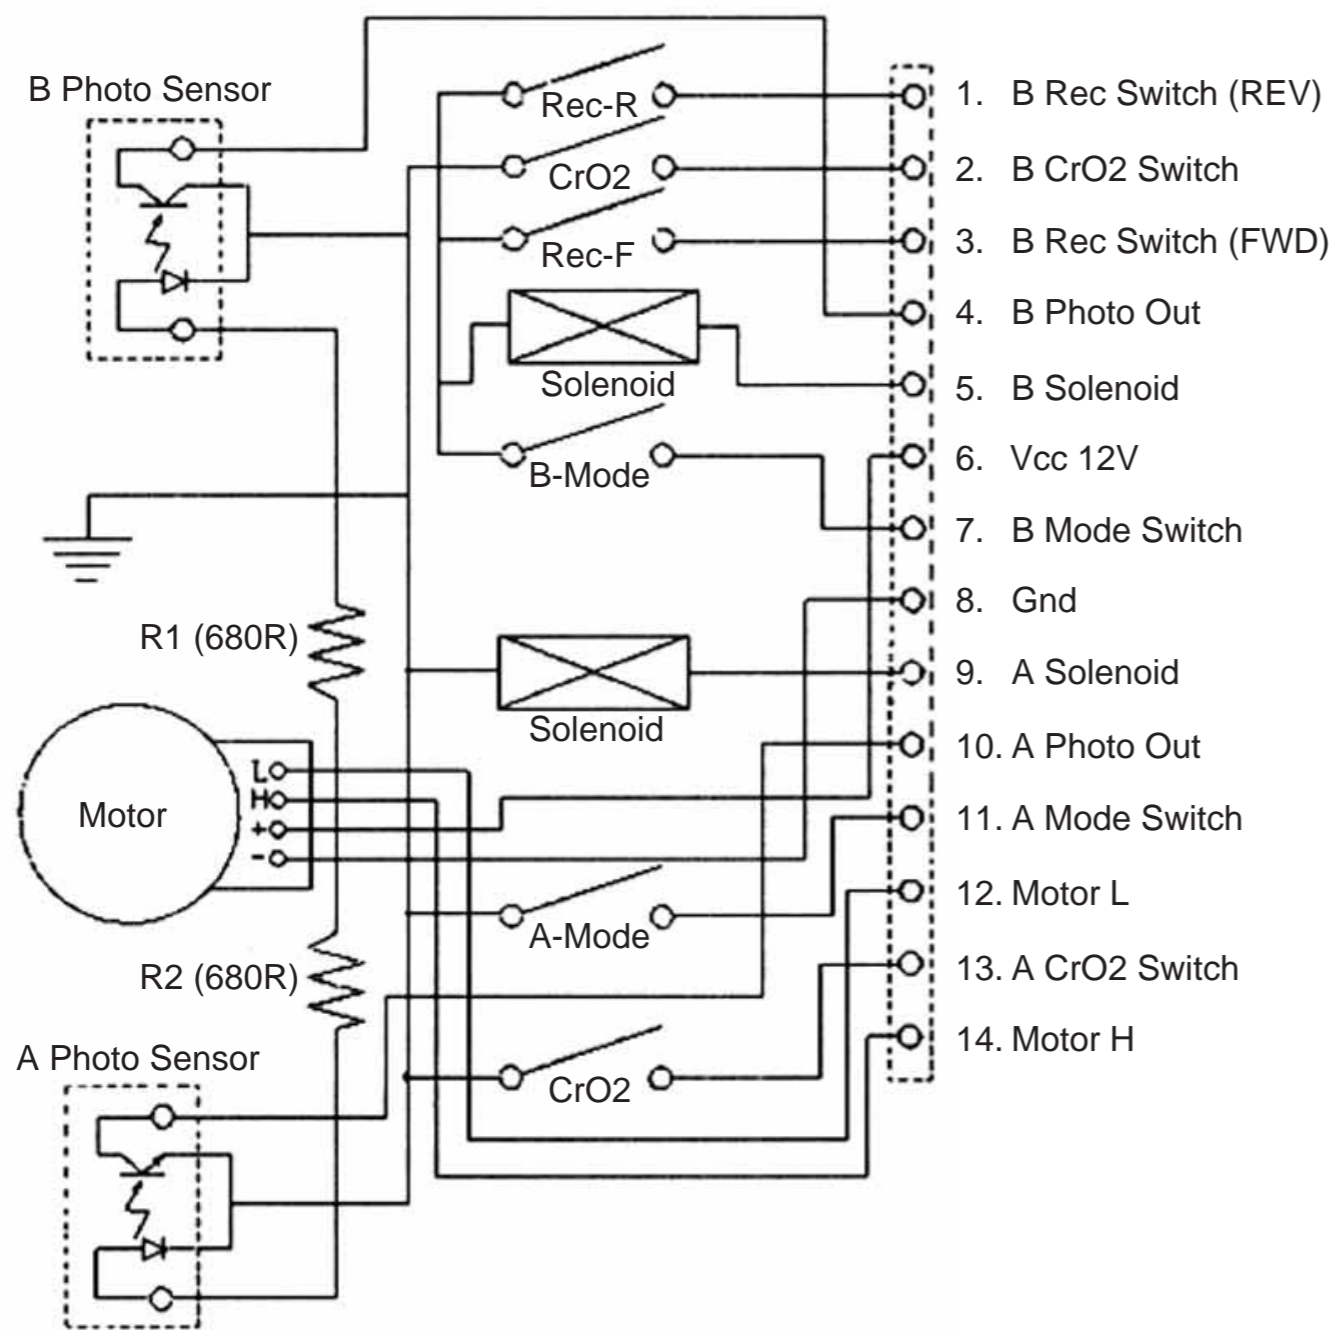 B Photo Sensor
Rec-R
CrO2
Rec-F
Solenoid
B-Mode
R1 (680R)
Solenoid
Motor
L
H
+
-
A-Mode
R2 (680R)
A Photo Sensor
CrO2
1. B Rec Switch (REV)
2. B CrO2 Switch
3. B Rec Switch (FWD)
4. B Photo Out
5. B Solenoid
6. Vcc 12V
7. B Mode Switch
8. Gnd
9. A Solenoid
10. A Photo Out
11. A Mode Switch
12. Motor L
13. A CrO2 Switch
14. Motor H